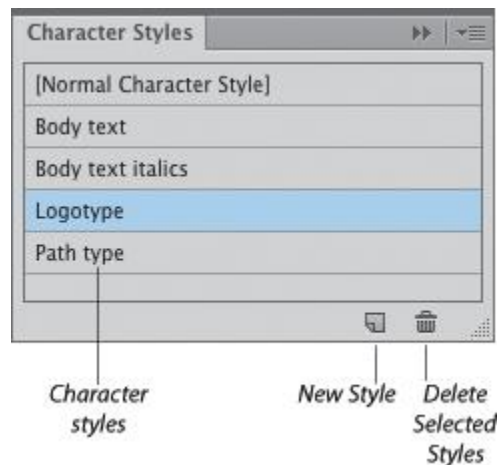 Character Styles
[Normal Character Style]
Body text
Body text italics
Logotype
Path type
Character
styles
New Style
Delete
Selected
Styles